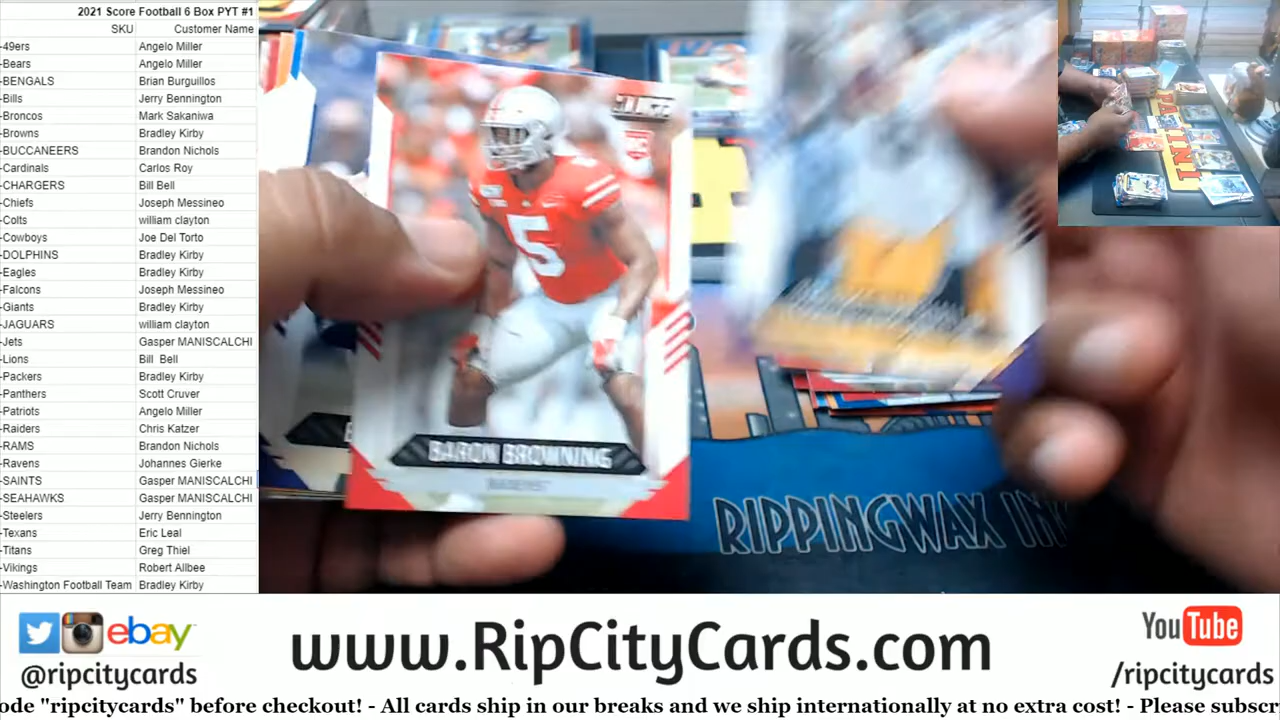 2021 Score Football 6 Box PYT #1
SKU Customer Name
-49ers Angelo Miller
-Bears Angelo Miller
-BENGALS Brian Burguillos
-Bills Jerry Bennington
-Broncos Mark Sakaniwa
-Browns Bradley Kirby
-BUCCANEERS Brandon Nichols
-Cardinals Carlos Roy
-CHARGERS Bill Bell
-Chiefs Joseph Messineo
-Colts william clayton
-Cowboys Joe Del Torto
-DOLPHINS Bradley Kirby
-Eagles Bradley Kirby
-Falcons Joseph Messineo
-Giants Bradley Kirby
-JAGUARS william clayton
-Jets Gasper MANISCALCHI
-Lions Bill Bell
-Packers Bradley Kirby
-Panthers Scott Cruver
-Patriots Angelo Miller
-Raiders Chris Katzer
-RAMS Brandon Nichols
-Ravens Johannes Gierke
-SAINTS Gasper MANISCALCHI
-SEAHAWKS Gasper MANISCALCHI
-Steelers Jerry Bennington
-Texans Eric Leal
-Titans Greg Thiel
-Vikings Robert Allbee
-Washington Football Team Bradley Kirby
5
BARON BROWNING
RIPPINGWAX IN
PANINI
ebay
@ripcitycards
www.RipCityCards.com
YouTube
/ripcitycards
ode "ripcitycards" before checkout! - All cards ship in our breaks and we ship internationally at no extra cost! - Please subscr